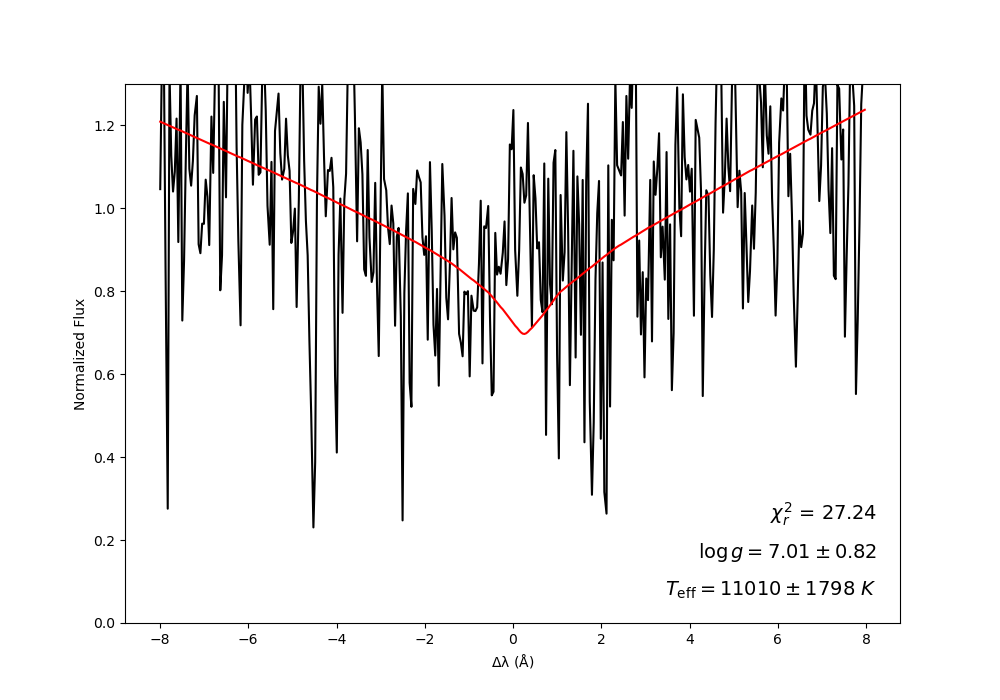 Normalized Flux
1.2
1.0
0.8
0.6
0.4
0.2
0.0
χ²ᵣ = 27.24
log g = 7.01 ± 0.82
T_eff = 11010 ± 1798 K
−8 −6 −4 −2 0 2 4 6 8
Δλ (Å)